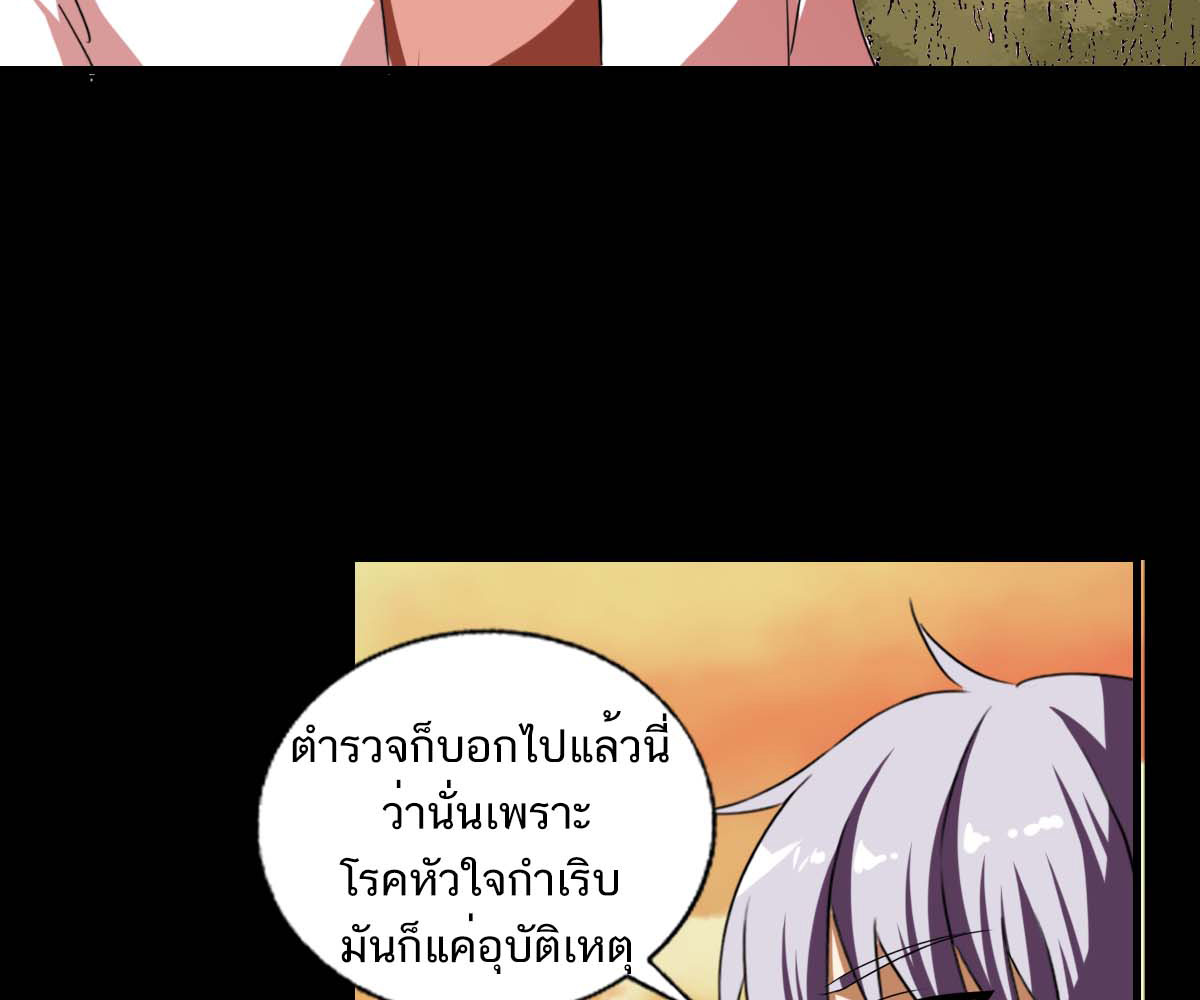 ตำรวจก็บอกไปแล้วนี่
ว่านั่นเพราะ
โรคหัวใจกำเริบ
มันก็แค่อุบัติเหตุ